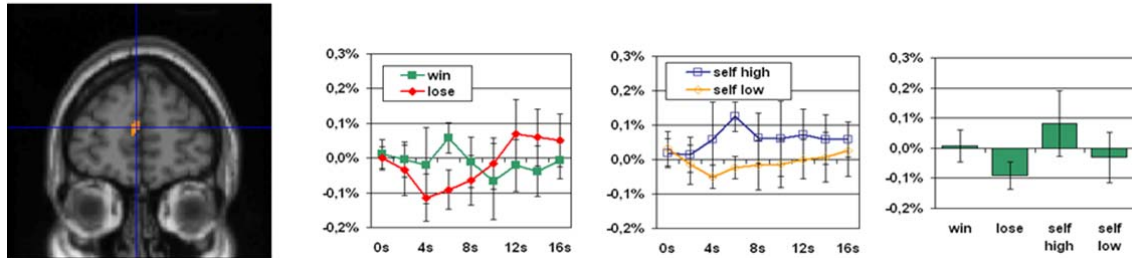 0,3%
0,2%
0,1%
0,0%
-0,1%
-0,2%
win
lose
0s 4s 8s 12s 16s
0,3%
0,2%
0,1%
0,0%
-0,1%
-0,2%
self high
self low
0s 4s 8s 12s 16s
0,3%
0,2%
0,1%
0,0%
-0,1%
-0,2%
win lose self high self low